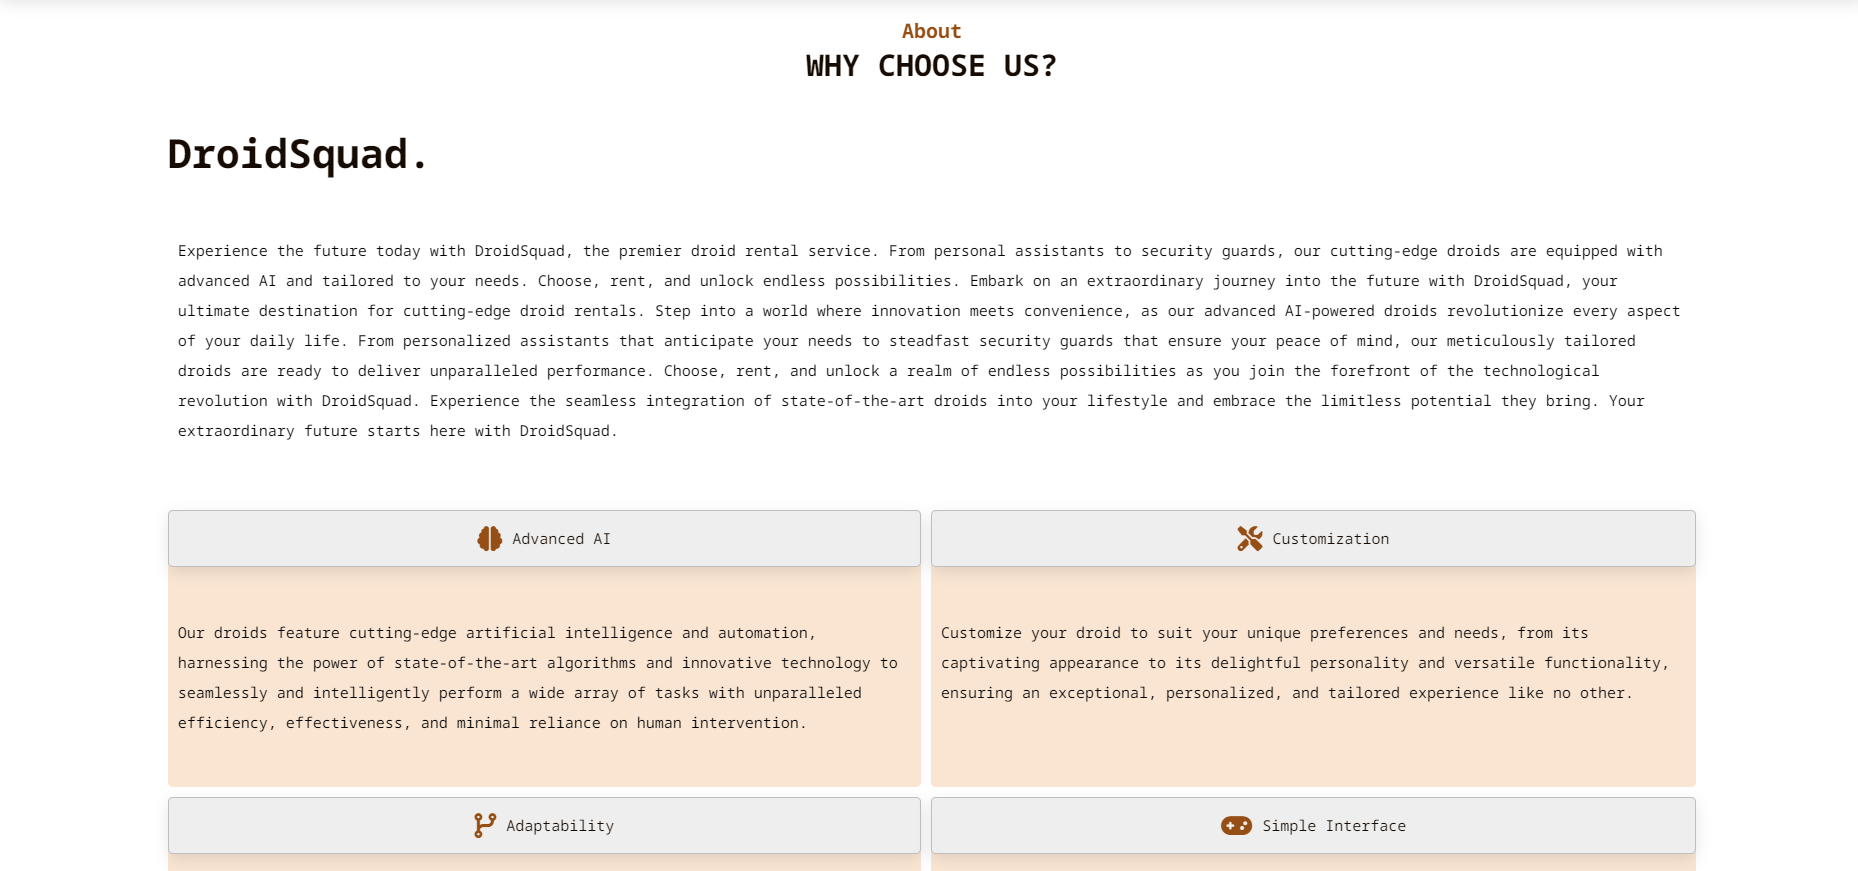 About
WHY CHOOSE US?
DroidSquad.
Experience the future today with DroidSquad, the premier droid rental service. From personal assistants to security guards, our cutting-edge droids are equipped with
advanced AI and tailored to your needs. Choose, rent, and unlock endless possibilities. Embark on an extraordinary journey into the future with DroidSquad, your
ultimate destination for cutting-edge droid rentals. Step into a world where innovation meets convenience, as our advanced AI-powered droids revolutionize every aspect
of your daily life. From personalized assistants that anticipate your needs to steadfast security guards that ensure your peace of mind, our meticulously tailored
droids are ready to deliver unparalleled performance. Choose, rent, and unlock a realm of endless possibilities as you join the forefront of the technological
revolution with DroidSquad. Experience the seamless integration of state-of-the-art droids into your lifestyle and embrace the limitless potential they bring. Your
extraordinary future starts here with DroidSquad.
Advanced AI
Our droids feature cutting-edge artificial intelligence and automation,
harnessing the power of state-of-the-art algorithms and innovative technology to
seamlessly and intelligently perform a wide array of tasks with unparalleled
efficiency, effectiveness, and minimal reliance on human intervention.
Customization
Customize your droid to suit your unique preferences and needs, from its
captivating appearance to its delightful personality and versatile functionality,
ensuring an exceptional, personalized, and tailored experience like no other.
Adaptability
Simple Interface